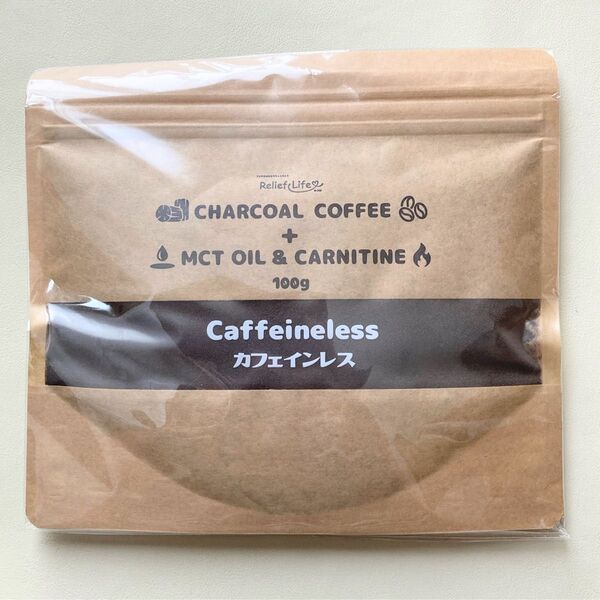 Relief Life
CHARCOAL COFFEE
+
MCT OIL & CARNITINE
100g
Caffeineless
カフェインレス